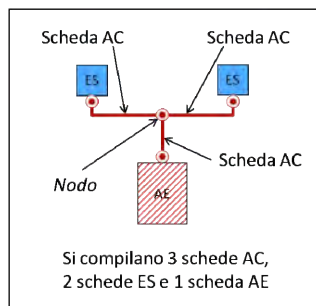 Scheda AC
Scheda AC
ES
ES
Scheda AC
Nodo
AE
Si compilano 3 schede AC,
2 schede ES e 1 scheda AE